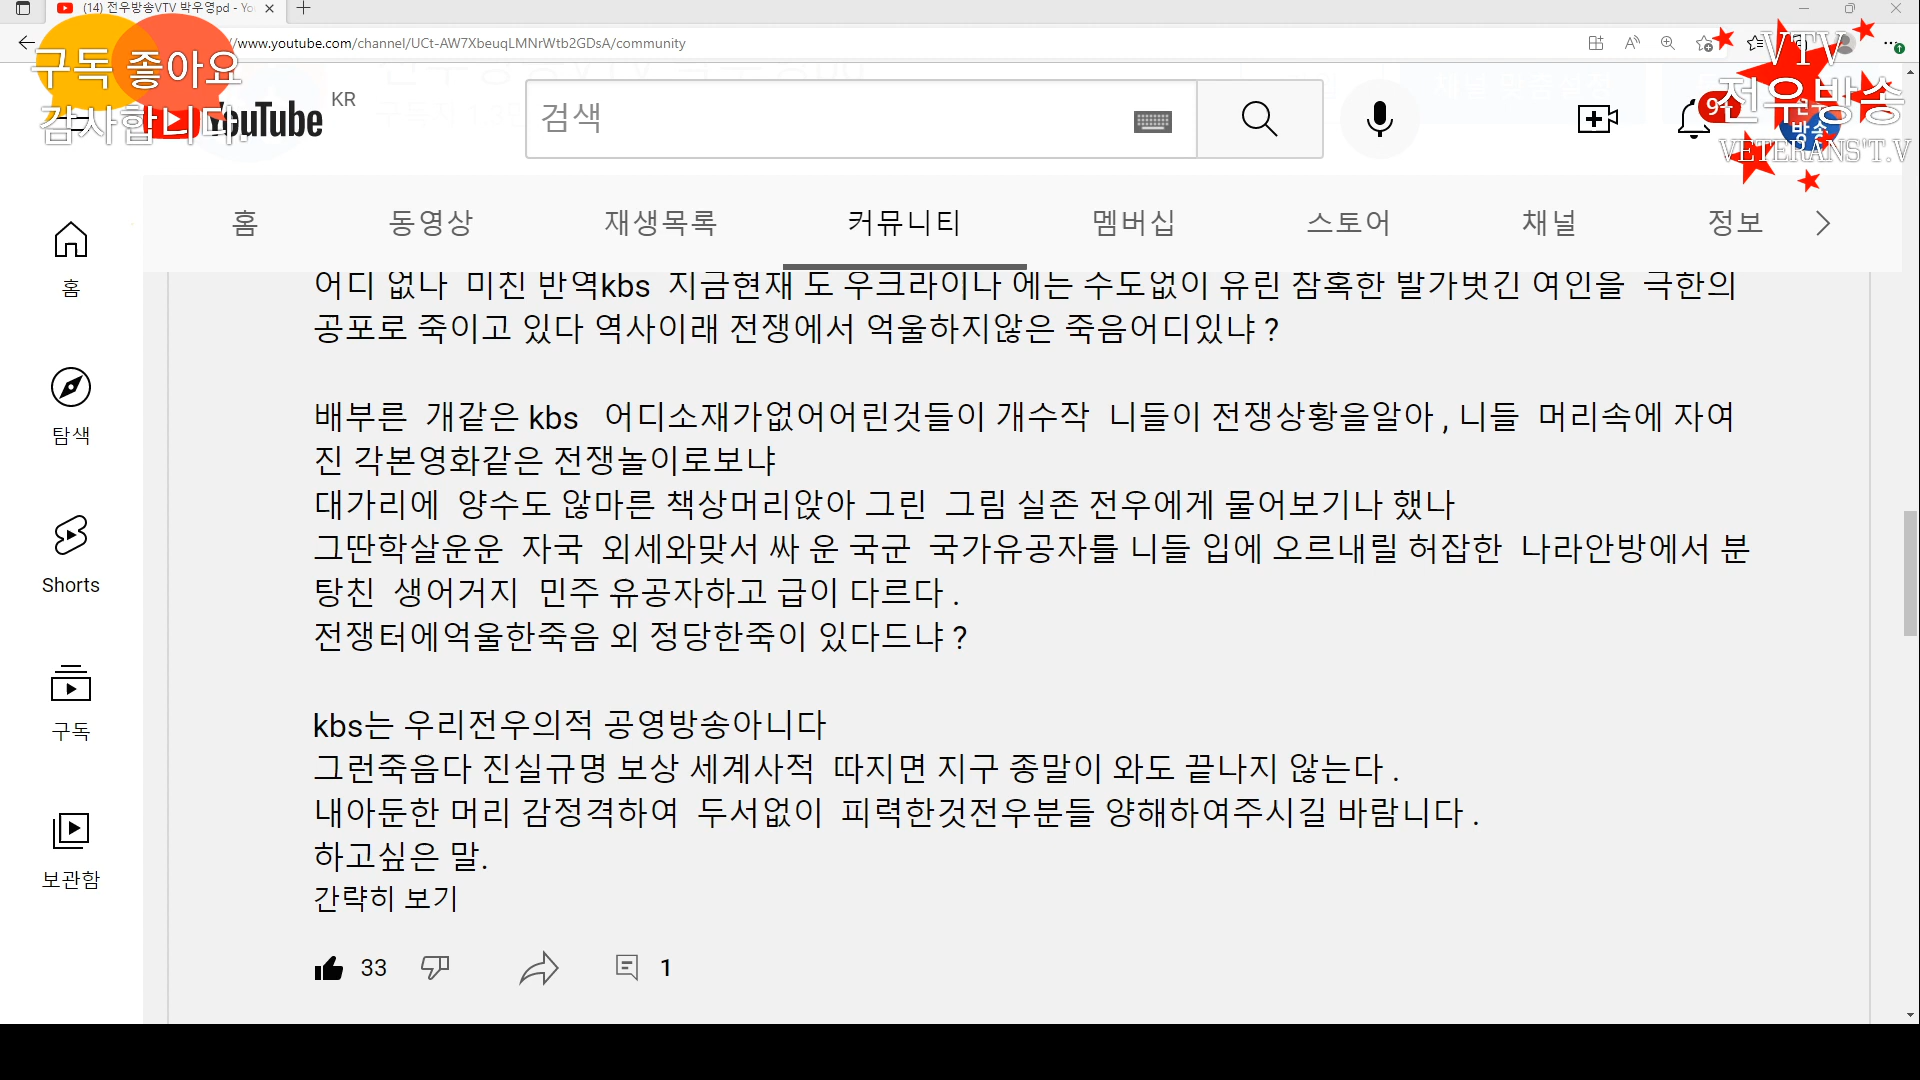 (14) 전우방송VTV 박우영pd - Yo
/www.youtube.com/channel/UCt-AW7XbeuqLMNrWtb2GDsA/community
구독 좋아요
감사합니다.
YouTube KR
검색
94
VTV
전우방송
VETERANS'T.V
방송
홈 동영상 재생목록 커뮤니티 멤버십 스토어 채널 정보
홈
탐색
Shorts
구독
보관함
어디 없나 미친 반역kbs 지금현재 도 우크라이나 에는 수도없이 유린 참혹한 발가벗긴 여인을 극한의
공포로 죽이고 있다 역사이래 전쟁에서 억울하지않은 죽음어디있냐 ?
배부른 개같은 kbs 어디소재가없어어린것들이 개수작 니들이 전쟁상황을알아 , 니들 머리속에 자여
진 각본영화같은 전쟁놀이로보냐
대가리에 양수도 않마른 책상머리앉아 그린 그림 실존 전우에게 물어보기나 했나
그딴학살운운 자국 외세와맞서 싸 운 국군 국가유공자를 니들 입에 오르내릴 허잡한 나라안방에서 분
탕친 생어거지 민주 유공자하고 급이 다르다 .
전쟁터에억울한죽음 외 정당한죽이 있다드냐 ?
kbs는 우리전우의적 공영방송아니다
그런죽음다 진실규명 보상 세계사적 따지면 지구 종말이 와도 끝나지 않는다 .
내아둔한 머리 감정격하여 두서없이 피력한것전우분들 양해하여주시길 바람니다 .
하고싶은 말.
간략히 보기
33 1